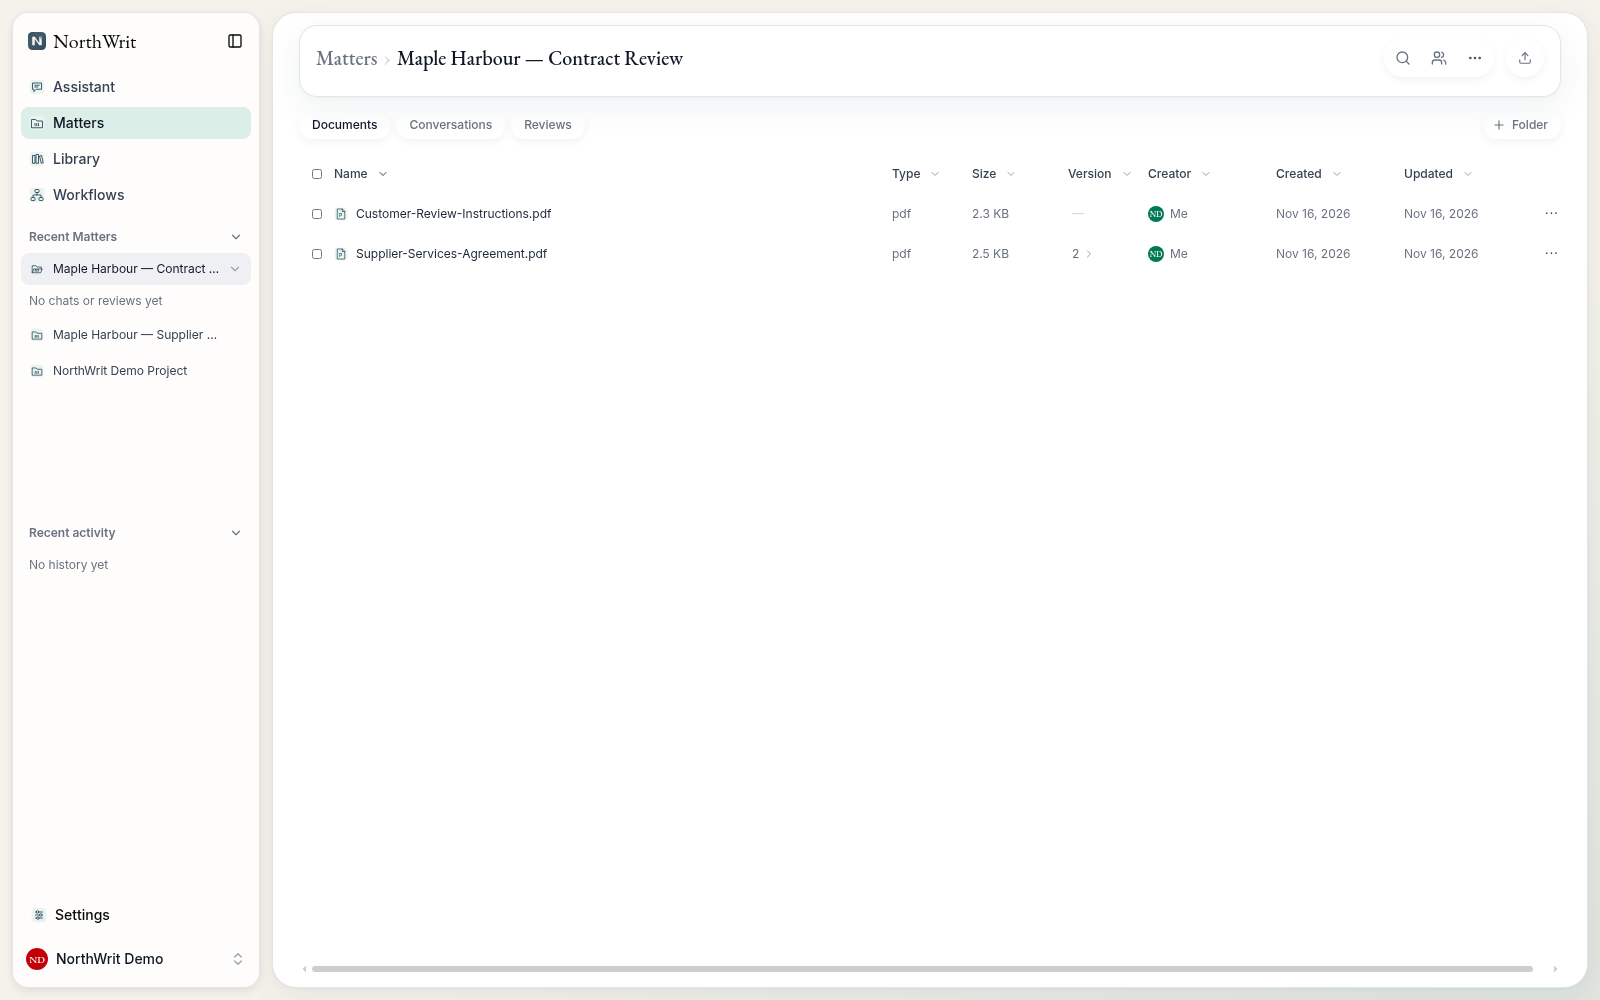 NorthWrit
Assistant
Matters
Library
Workflows
Recent Matters
Maple Harbour — Contract ...
No chats or reviews yet
Maple Harbour — Supplier ...
NorthWrit Demo Project
Recent activity
No history yet
Settings
ND NorthWrit Demo
Matters › Maple Harbour — Contract Review
Documents Conversations Reviews + Folder
Name Type Size Version Creator Created Updated
Customer-Review-Instructions.pdf pdf 2.3 KB — ND Me Nov 16, 2026 Nov 16, 2026 ...
Supplier-Services-Agreement.pdf pdf 2.5 KB 2 ND Me Nov 16, 2026 Nov 16, 2026 ...